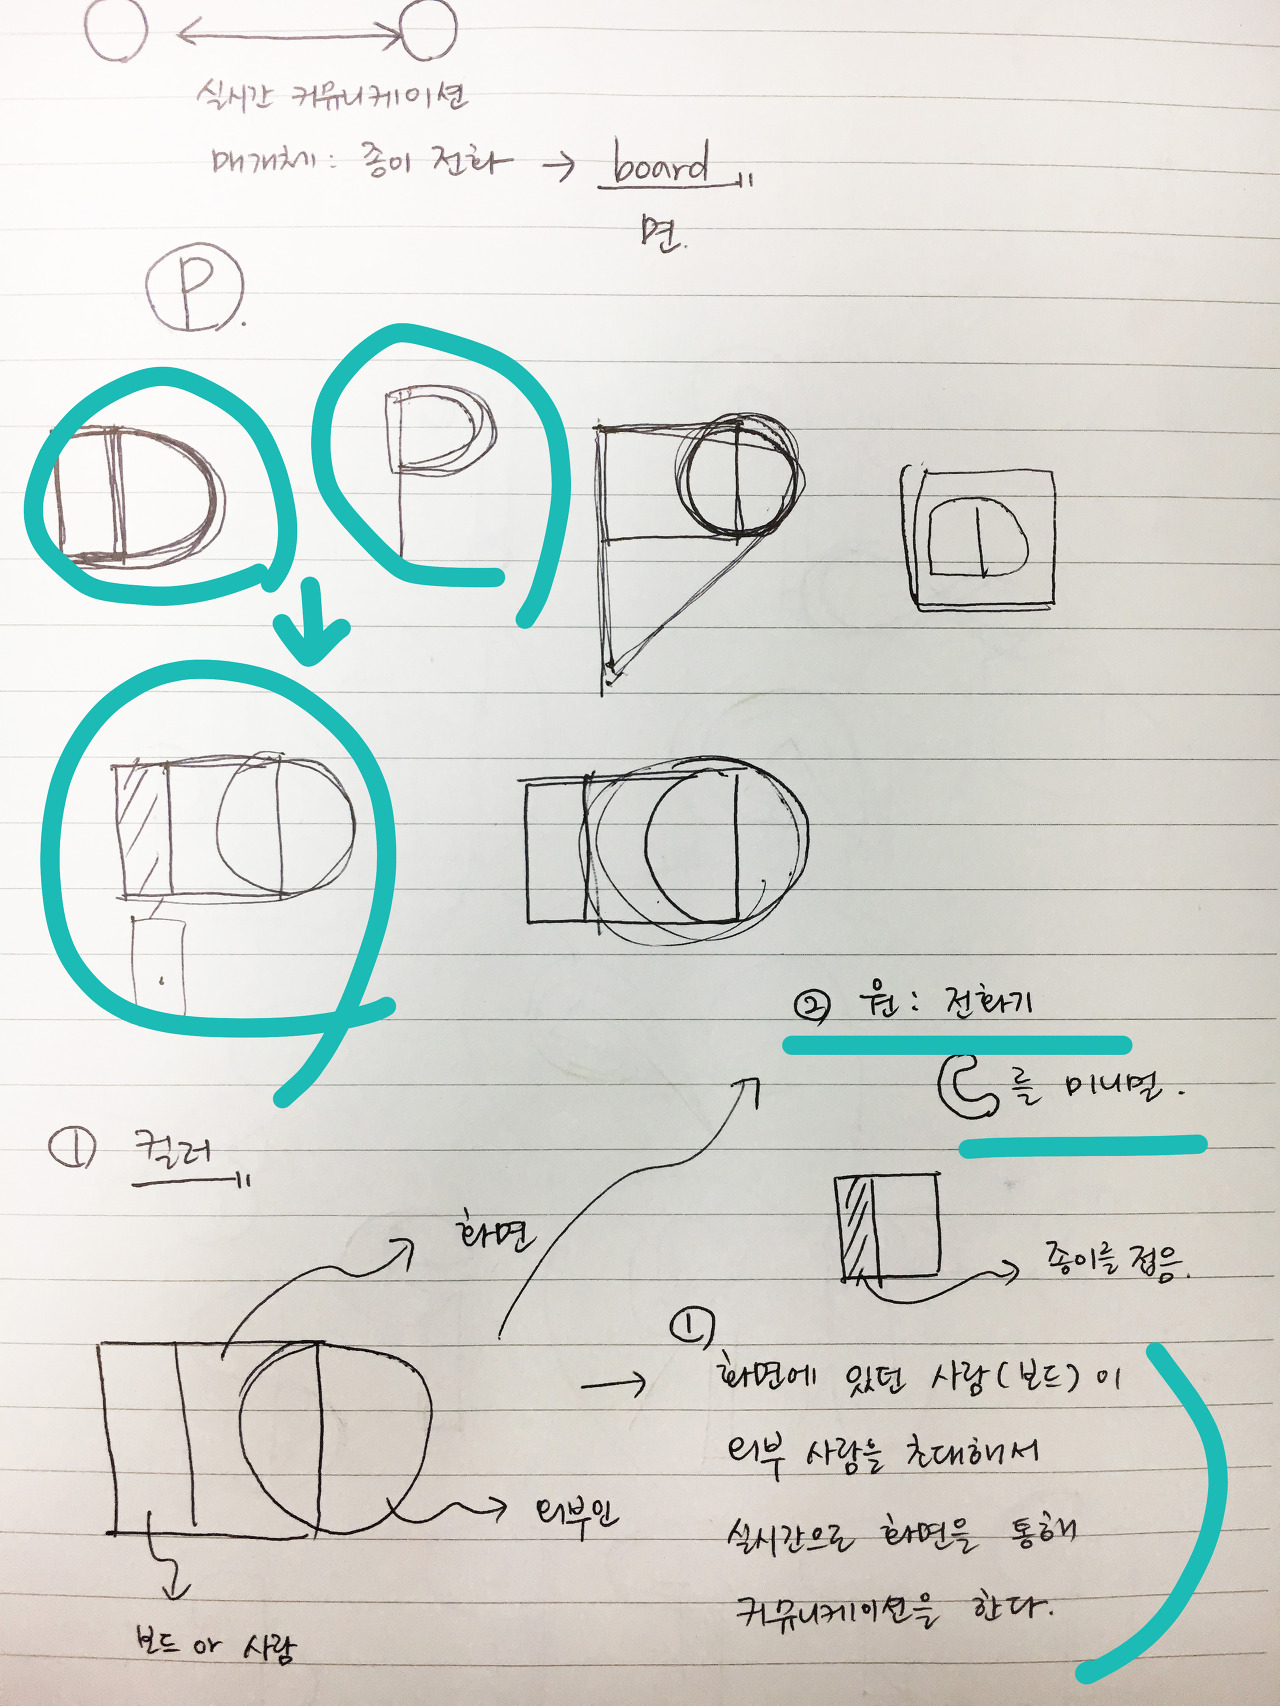 실시간 커뮤니케이션
매개체 : 종이 전화 → board
면.
P.
② 원 : 전화기
를 미니멀.
① 컬러
화면
종이를 접음.
①
화면에 있던 사람(보드)이
외부 사람을 초대해서
실시간으로 화면을 통해
커뮤니케이션을 한다.
외부인
보드 or 사람